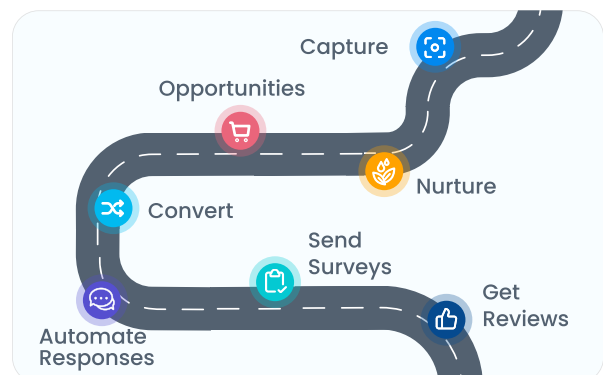 Capture
Opportunities
Nurture
Convert
Send
Surveys
Get
Reviews
Automate
Responses